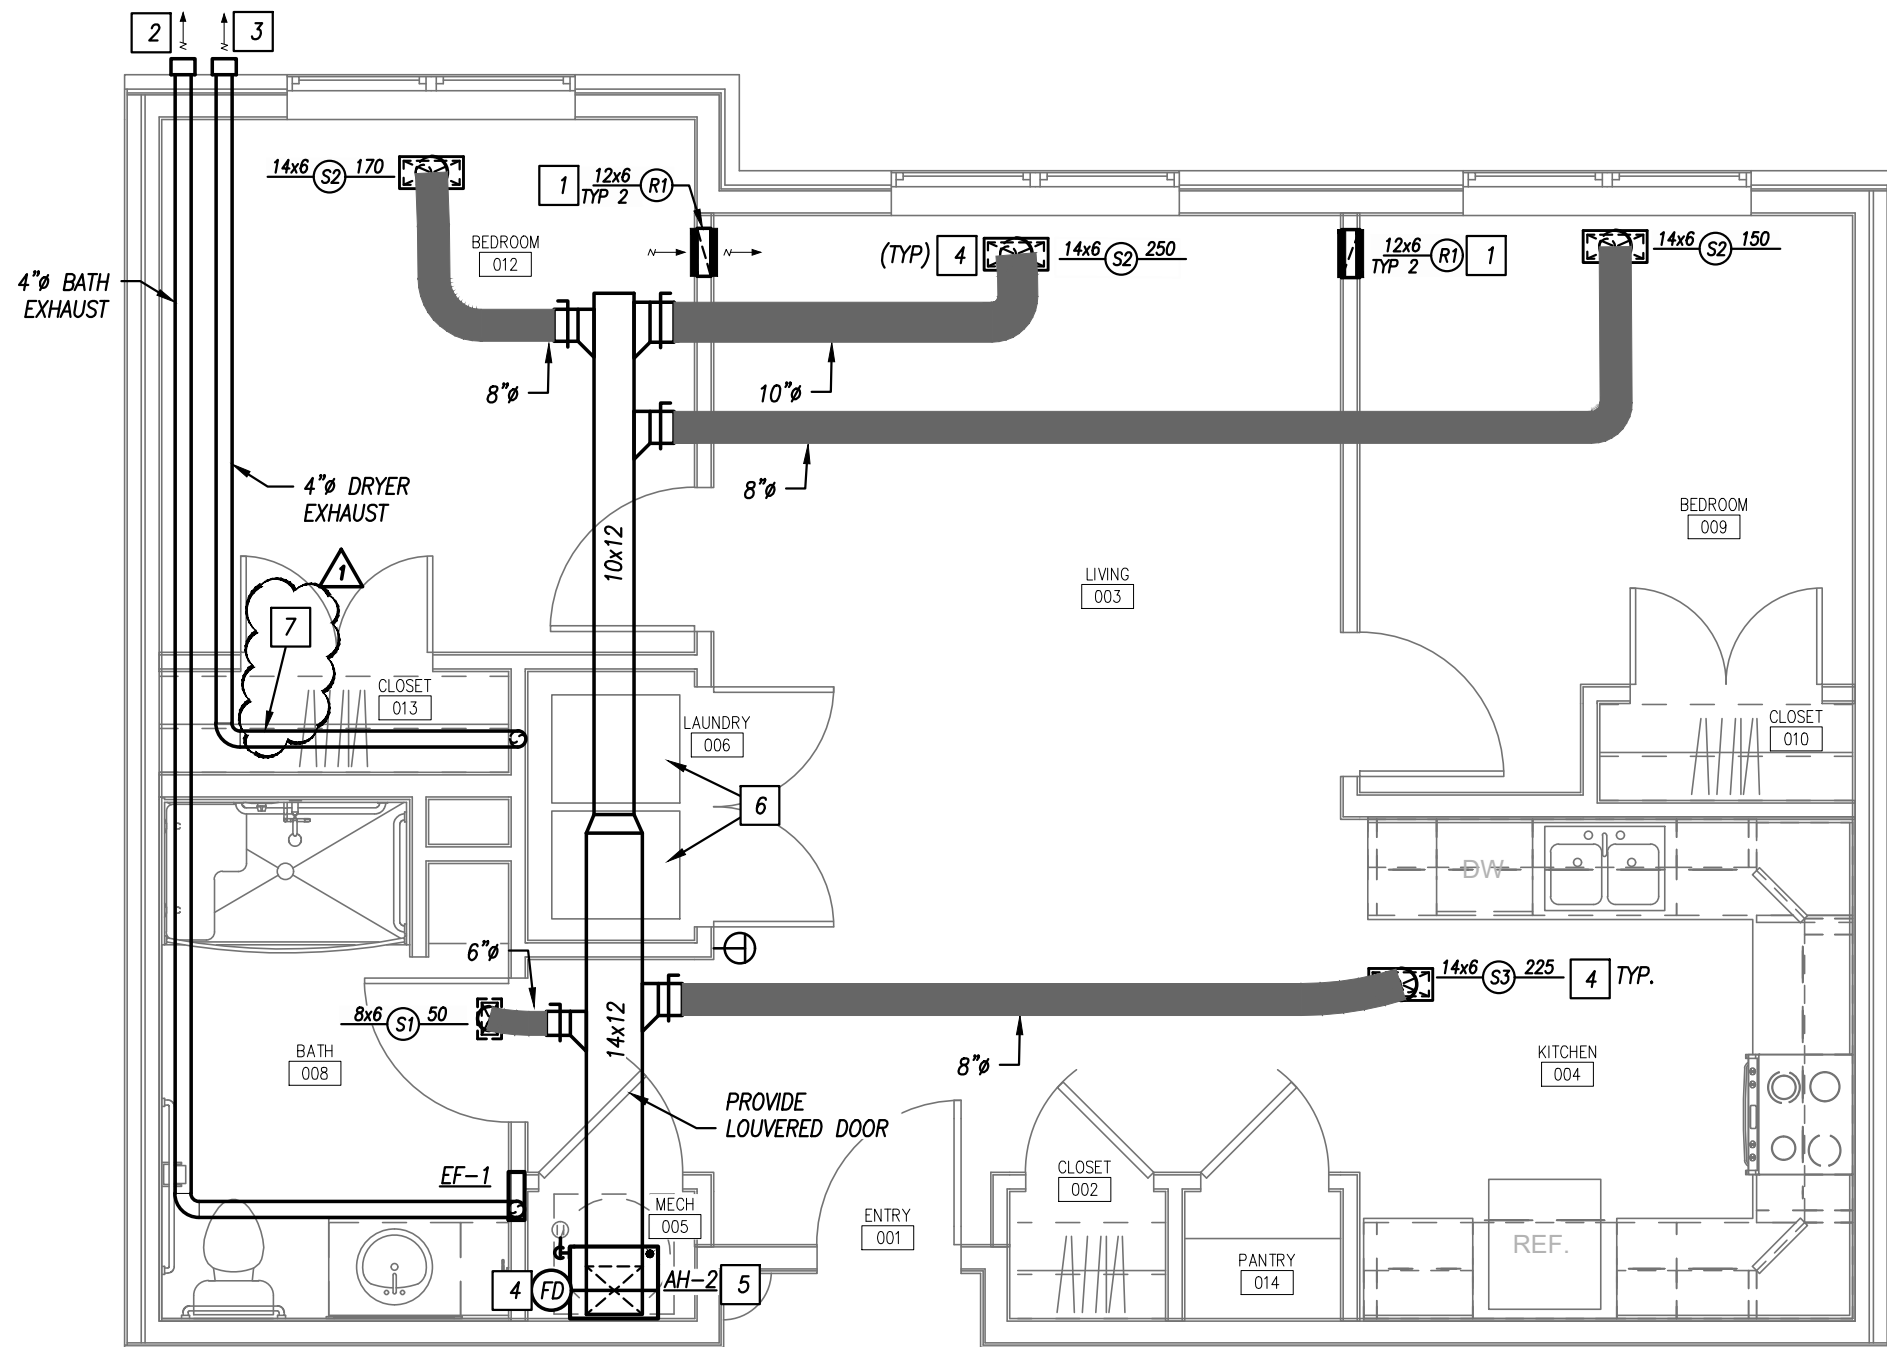 2
3
14x6 S2 170
1
12x6 R1
TYP 2
BEDROOM
012
(TYP) 4
14x6 S2 250
12x6 R1 1
TYP 2
14x6 S2 150
4"ø BATH
EXHAUST
8"ø
10"ø
8"ø
4"ø DRYER
EXHAUST
10x12
BEDROOM
009
1
LIVING
003
7
CLOSET
013
LAUNDRY
006
CLOSET
010
6
DW
6"ø
14x6 S3 225 4 TYP.
8x6 S1 50
14x12
BATH
008
8"ø
KITCHEN
004
PROVIDE
LOUVERED DOOR
EF-1
CLOSET
002
MECH
005
ENTRY
001
REF.
PANTRY
014
4 FD
AH-2 5